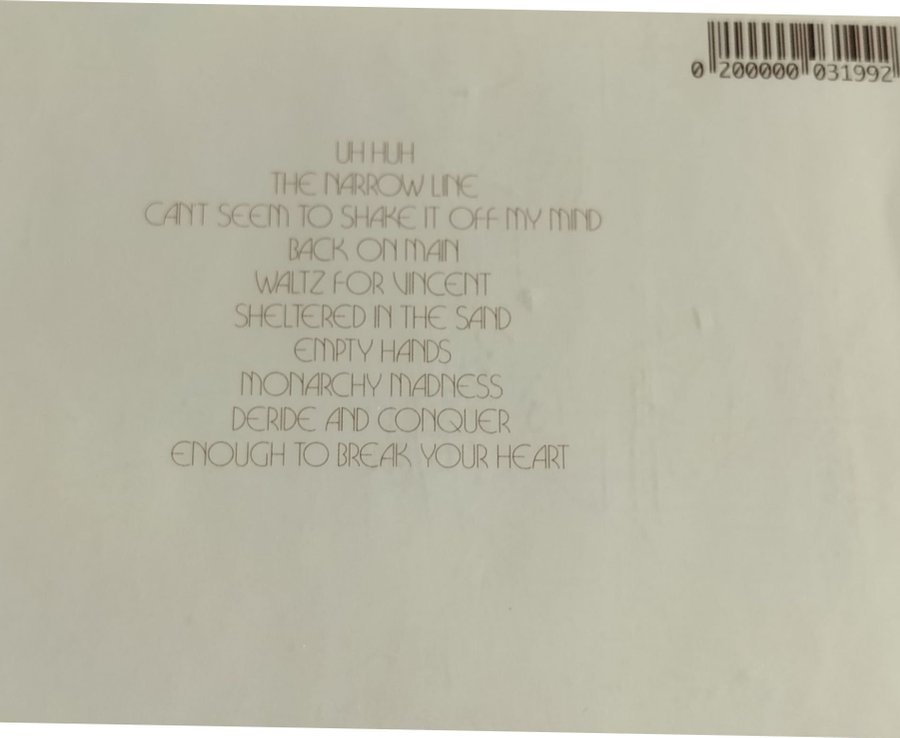 0 200000 031992
UH HUH
THE NARROW LINE
CAN'T SEEM TO SHAKE IT OFF MY MIND
BACK ON MAIN
WALTZ FOR VINCENT
SHELTERED IN THE SAND
EMPTY HANDS
MONARCHY MADNESS
DERIDE AND CONQUER
ENOUGH TO BREAK YOUR HEART